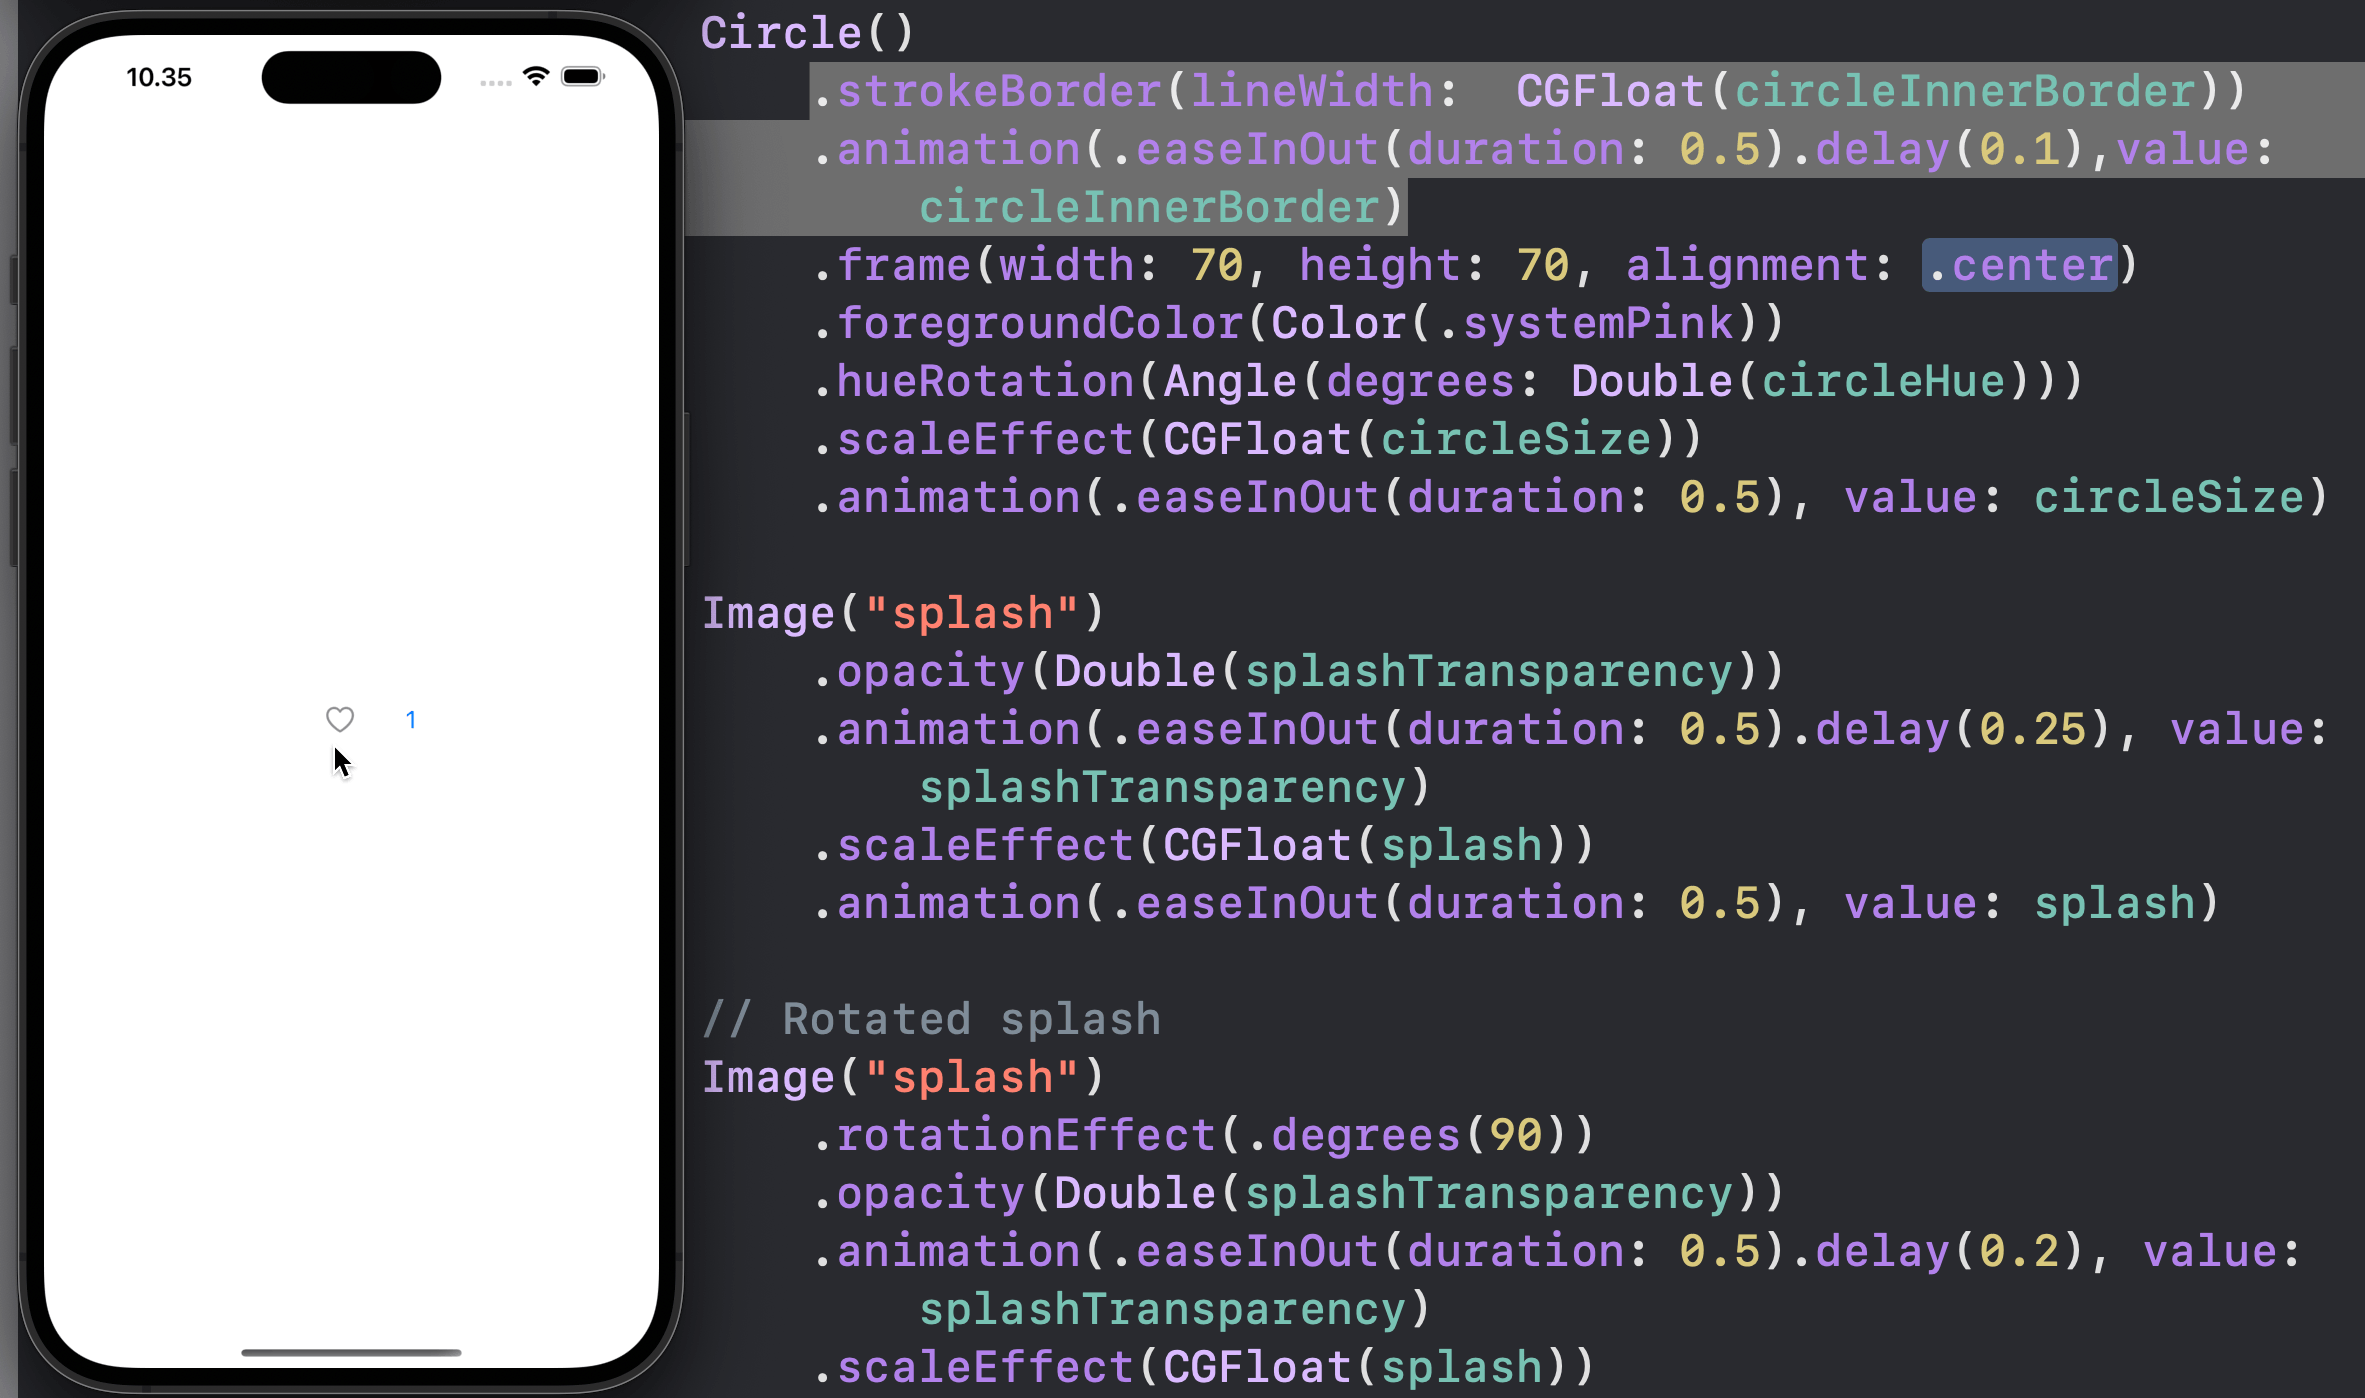 10.35
1
Circle()
.strokeBorder(lineWidth:  CGFloat(circleInnerBorder))
.animation(.easeInOut(duration: 0.5).delay(0.1),value:
circleInnerBorder)
.frame(width: 70, height: 70, alignment: .center)
.foregroundColor(Color(.systemPink))
.hueRotation(Angle(degrees: Double(circleHue)))
.scaleEffect(CGFloat(circleSize))
.animation(.easeInOut(duration: 0.5), value: circleSize)
Image("splash")
.opacity(Double(splashTransparency))
.animation(.easeInOut(duration: 0.5).delay(0.25), value:
splashTransparency)
.scaleEffect(CGFloat(splash))
.animation(.easeInOut(duration: 0.5), value: splash)
// Rotated splash
Image("splash")
.rotationEffect(.degrees(90))
.opacity(Double(splashTransparency))
.animation(.easeInOut(duration: 0.5).delay(0.2), value:
splashTransparency)
.scaleEffect(CGFloat(splash))